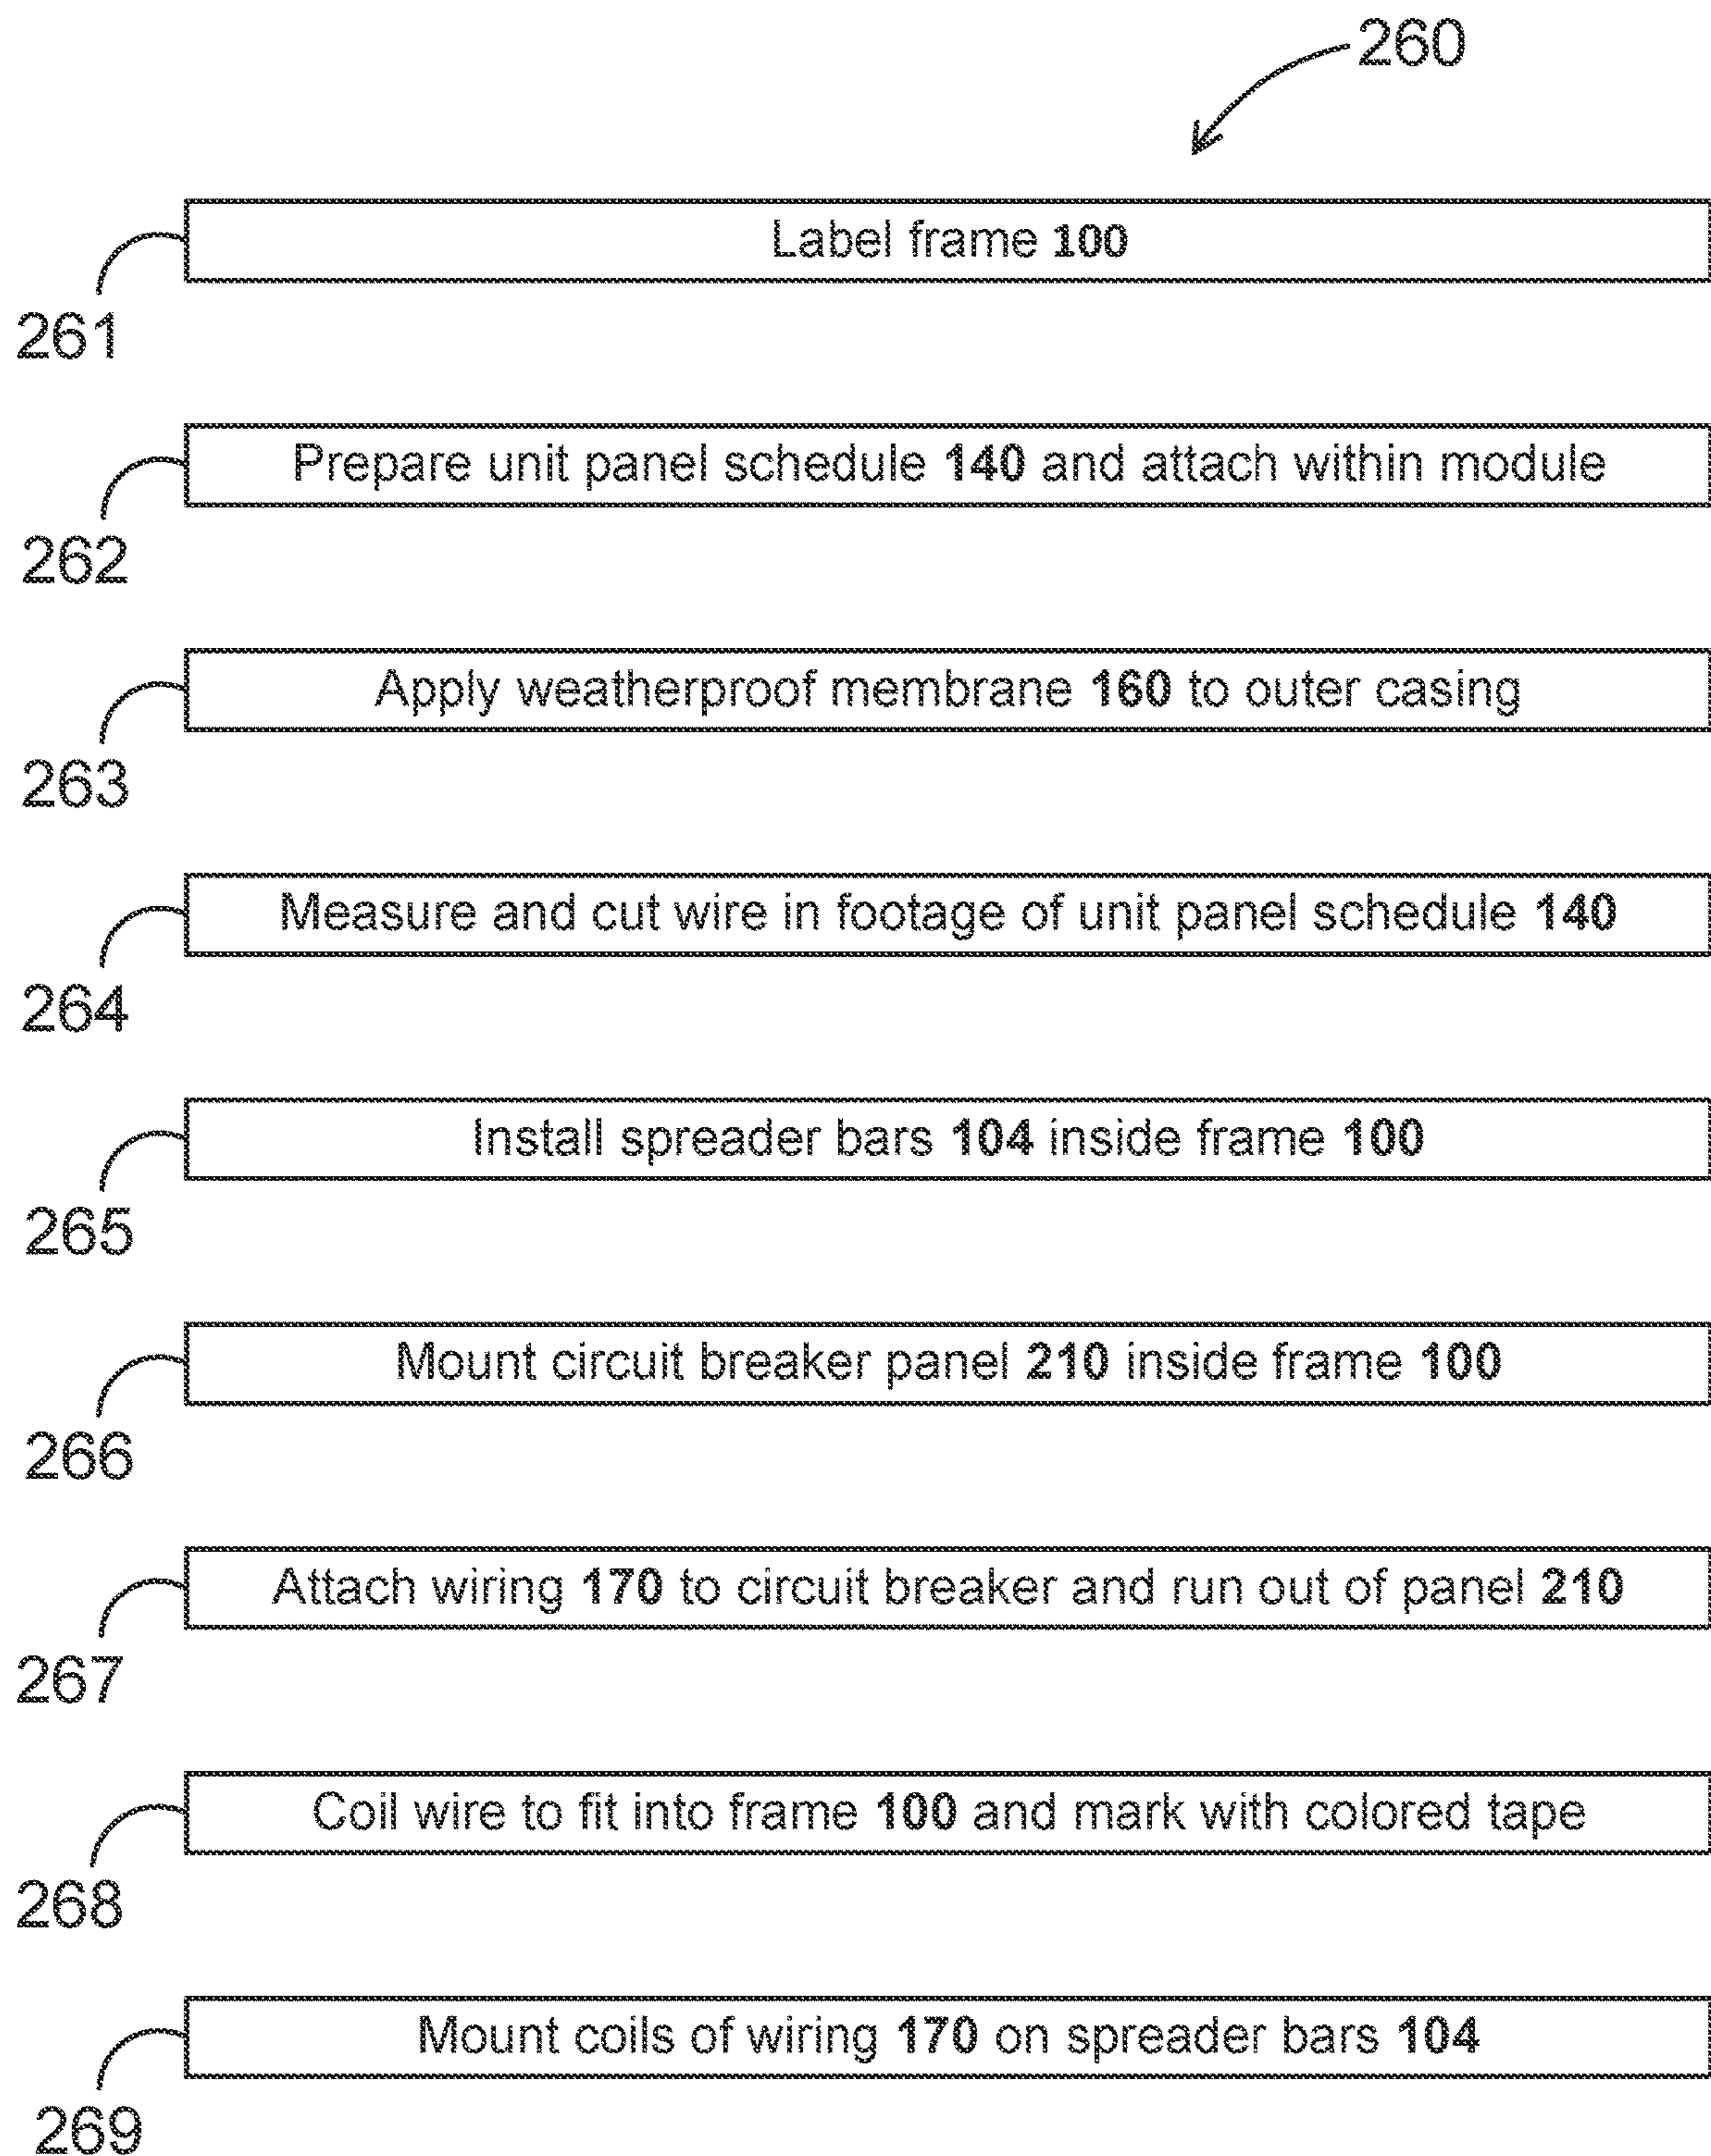 260
Label frame 100
261
Prepare unit panel schedule 140 and attach within module
262
Apply weatherproof membrane 160 to outer casing
263
Measure and cut wire in footage of unit panel schedule 140
264
Install spreader bars 104 inside frame 100
265
Mount circuit breaker panel 210 inside frame 100
266
Attach wiring 170 to circuit breaker and run out of panel 210
267
Coil wire to fit into frame 100 and mark with colored tape
268
Mount coils of wiring 170 on spreader bars 104
269